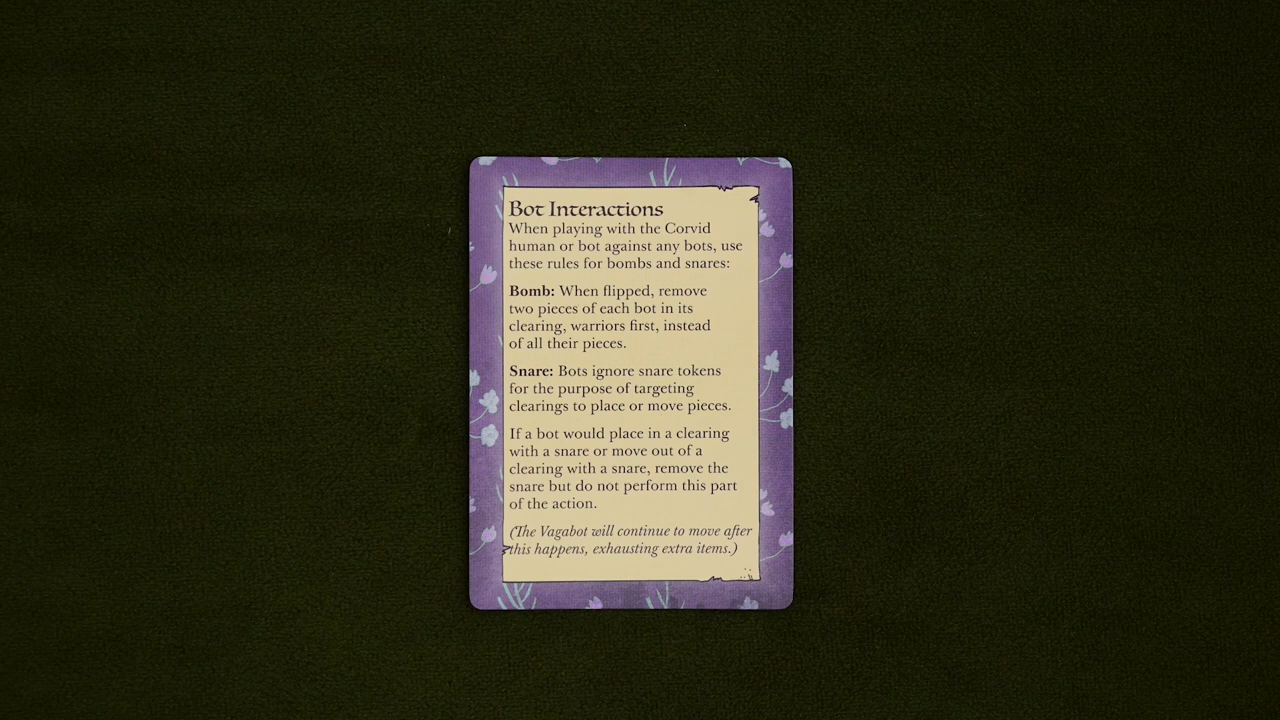 Bot Interactions
When playing with the Corvid
human or bot against any bots, use
these rules for bombs and snares:
Bomb: When flipped, remove
two pieces of each bot in its
clearing, warriors first, instead
of all their pieces.
Snare: Bots ignore snare tokens
for the purpose of targeting
clearings to place or move pieces.
If a bot would place in a clearing
with a snare or move out of a
clearing with a snare, remove the
snare but do not perform this part
of the action.
(The Vagabot will continue to move after
this happens, exhausting extra items.)